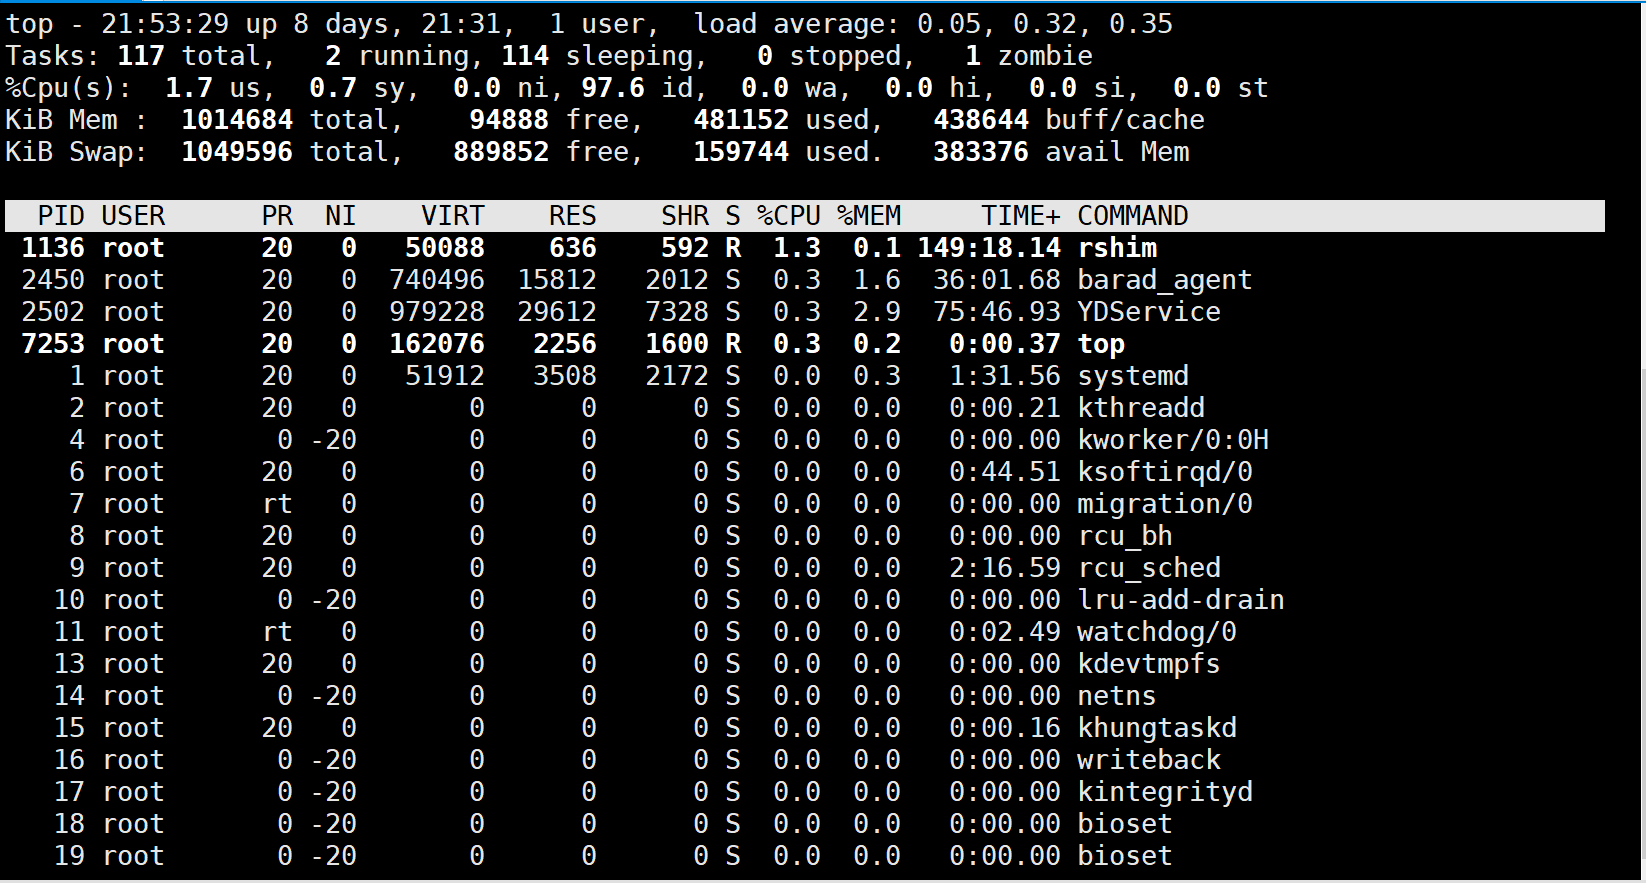 top - 21:53:29 up 8 days, 21:31,  1 user,  load average: 0.05, 0.32, 0.35
Tasks: 117 total,   2 running, 114 sleeping,   0 stopped,   1 zombie
%Cpu(s):  1.7 us,  0.7 sy,  0.0 ni, 97.6 id,  0.0 wa,  0.0 hi,  0.0 si,  0.0 st
KiB Mem :  1014684 total,    94888 free,   481152 used,   438644 buff/cache
KiB Swap:  1049596 total,   889852 free,   159744 used.   383376 avail Mem
  PID USER      PR  NI    VIRT    RES    SHR S %CPU %MEM     TIME+ COMMAND
 1136 root      20   0   50088    636    592 R  1.3  0.1 149:18.14 rshim
 2450 root      20   0  740496  15812   2012 S  0.3  1.6  36:01.68 barad_agent
 2502 root      20   0  979228  29612   7328 S  0.3  2.9  75:46.93 YDService
 7253 root      20   0  162076   2256   1600 R  0.3  0.2   0:00.37 top
    1 root      20   0   51912   3508   2172 S  0.0  0.3   1:31.56 systemd
    2 root      20   0       0      0      0 S  0.0  0.0   0:00.21 kthreadd
    4 root       0 -20       0      0      0 S  0.0  0.0   0:00.00 kworker/0:0H
    6 root      20   0       0      0      0 S  0.0  0.0   0:44.51 ksoftirqd/0
    7 root      rt   0       0      0      0 S  0.0  0.0   0:00.00 migration/0
    8 root      20   0       0      0      0 S  0.0  0.0   0:00.00 rcu_bh
    9 root      20   0       0      0      0 S  0.0  0.0   2:16.59 rcu_sched
   10 root       0 -20       0      0      0 S  0.0  0.0   0:00.00 lru-add-drain
   11 root      rt   0       0      0      0 S  0.0  0.0   0:02.49 watchdog/0
   13 root      20   0       0      0      0 S  0.0  0.0   0:00.00 kdevtmpfs
   14 root       0 -20       0      0      0 S  0.0  0.0   0:00.00 netns
   15 root      20   0       0      0      0 S  0.0  0.0   0:00.16 khungtaskd
   16 root       0 -20       0      0      0 S  0.0  0.0   0:00.00 writeback
   17 root       0 -20       0      0      0 S  0.0  0.0   0:00.00 kintegrityd
   18 root       0 -20       0      0      0 S  0.0  0.0   0:00.00 bioset
   19 root       0 -20       0      0      0 S  0.0  0.0   0:00.00 bioset